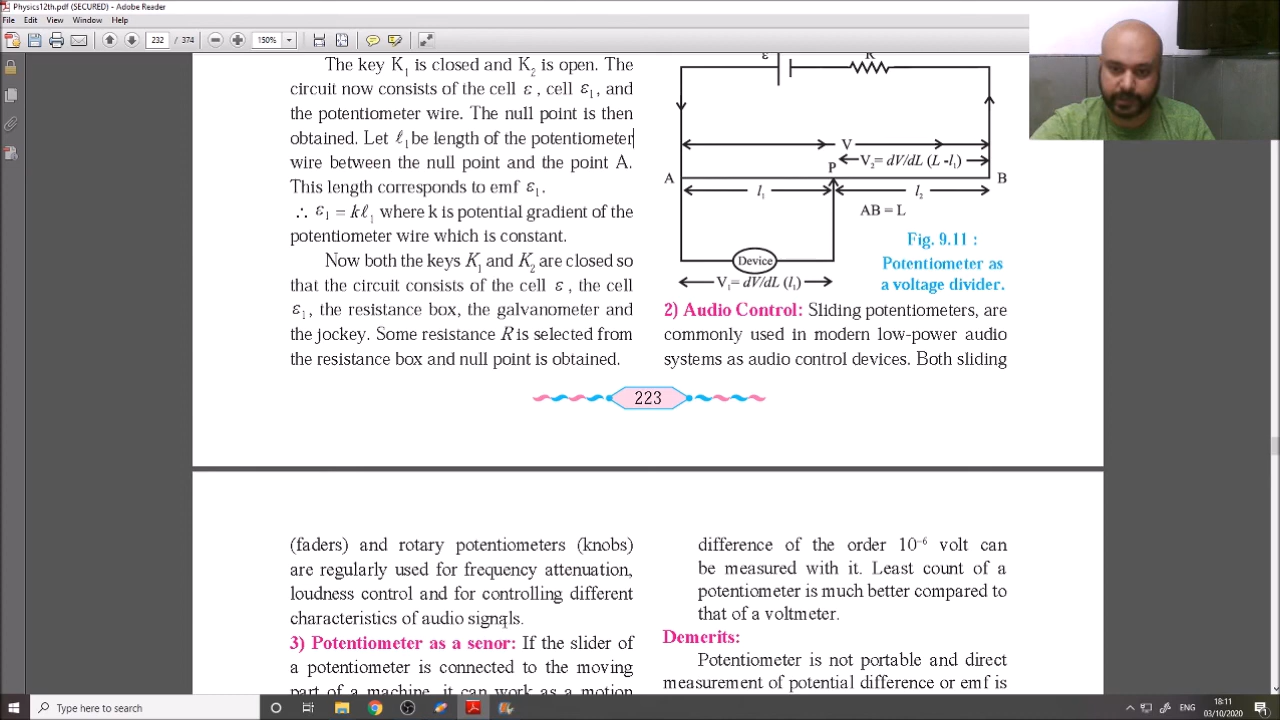 Physics12th.pdf (SECURED) - Adobe Reader
File Edit View Window Help
232 / 374
150%
The key K1 is closed and K2 is open. The
circuit now consists of the cell ε, cell ε1, and
the potentiometer wire. The null point is then
obtained. Let ℓ1 be length of the potentiometer
wire between the null point and the point A.
This length corresponds to emf ε1.
∴ ε1 = kℓ1 where k is potential gradient of the
potentiometer wire which is constant.
Now both the keys K1 and K2 are closed so
that the circuit consists of the cell ε, the cell
ε1, the resistance box, the galvanometer and
the jockey. Some resistance R is selected from
the resistance box and null point is obtained.
ε R
V
P V2= dV/dL (L -l1)
A B
l1 l2
AB = L
Device
V1= dV/dL (l1)
Fig. 9.11 :
Potentiometer as
a voltage divider.
2) Audio Control: Sliding potentiometers, are
commonly used in modern low-power audio
systems as audio control devices. Both sliding
223
(faders) and rotary potentiometers (knobs)
are regularly used for frequency attenuation,
loudness control and for controlling different
characteristics of audio signals.
3) Potentiometer as a senor: If the slider of
a potentiometer is connected to the moving
part of a machine, it can work as a motion
difference of the order 10⁻⁶ volt can
be measured with it. Least count of a
potentiometer is much better compared to
that of a voltmeter.
Demerits:
Potentiometer is not portable and direct
measurement of potential difference or emf is
Type here to search
ENG
18:11
03/10/2020